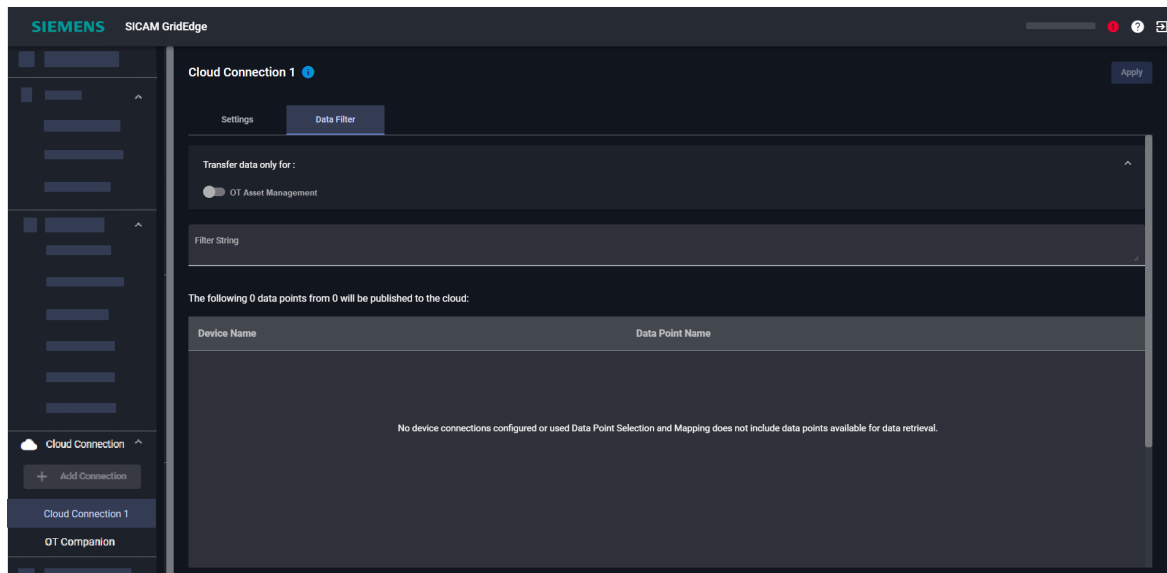 SIEMENS SICAM GridEdge
Cloud Connection 1
Apply
Settings Data Filter
Transfer data only for :
OT Asset Management
Filter String
The following 0 data points from 0 will be published to the cloud:
Device Name Data Point Name
No device connections configured or used Data Point Selection and Mapping does not include data points available for data retrieval.
Cloud Connection
+ Add Connection
Cloud Connection 1
OT Companion